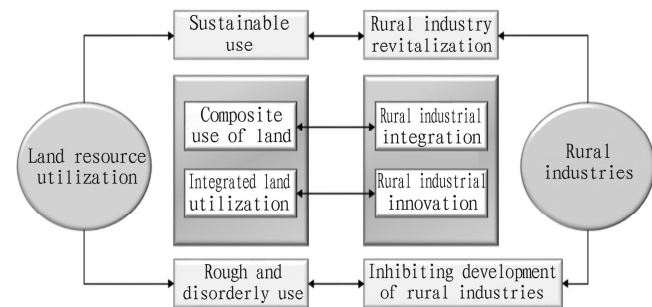 Sustainable
use
Rural industry
revitalization
Land resource
utilization
Composite
use of land
Rural industrial
integration
Integrated land
utilization
Rural industrial
innovation
Rural
industries
Rough and
disorderly use
Inhibiting development
of rural industries